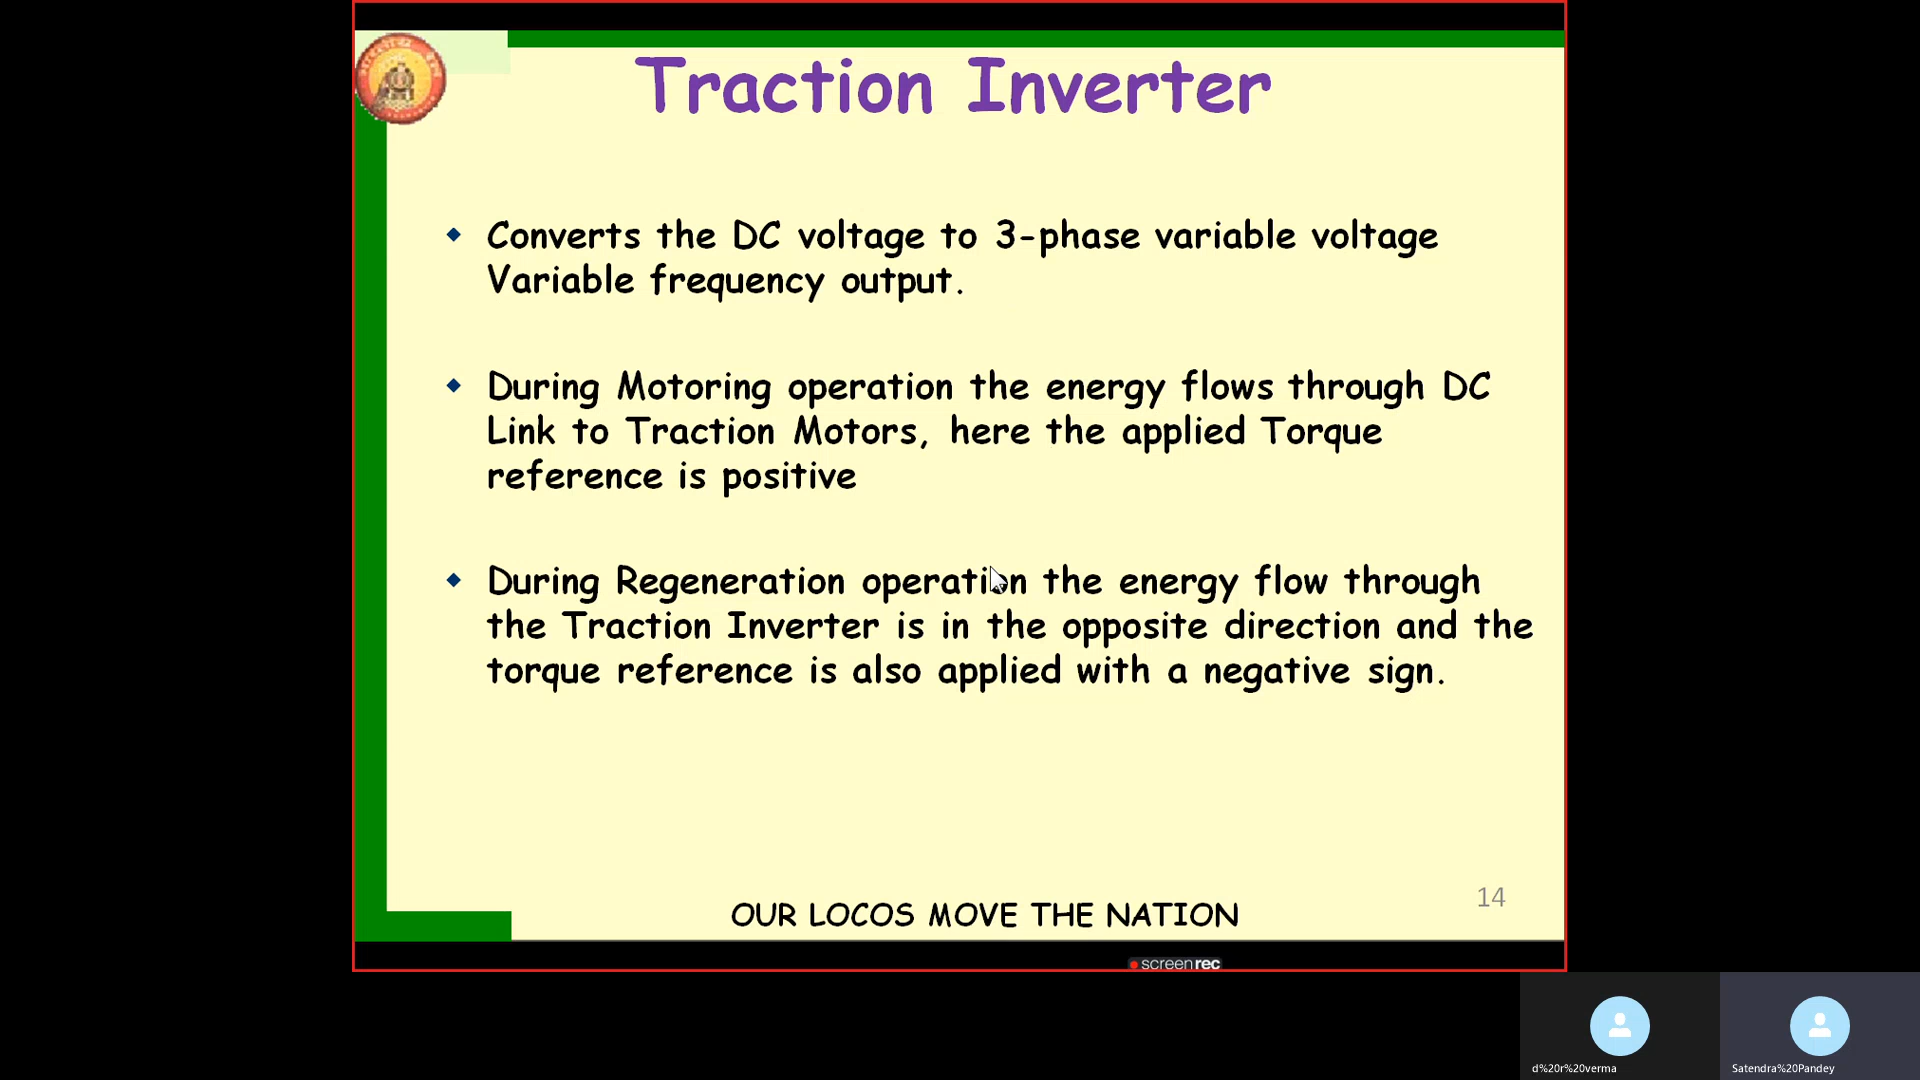 Traction Inverter
Converts the DC voltage to 3-phase variable voltage
Variable frequency output.
During Motoring operation the energy flows through DC
Link to Traction Motors, here the applied Torque
reference is positive
During Regeneration operation the energy flow through
the Traction Inverter is in the opposite direction and the
torque reference is also applied with a negative sign.
14
OUR LOCOS MOVE THE NATION
screenrec
d%20r%20verma
Satendra%20Pandey